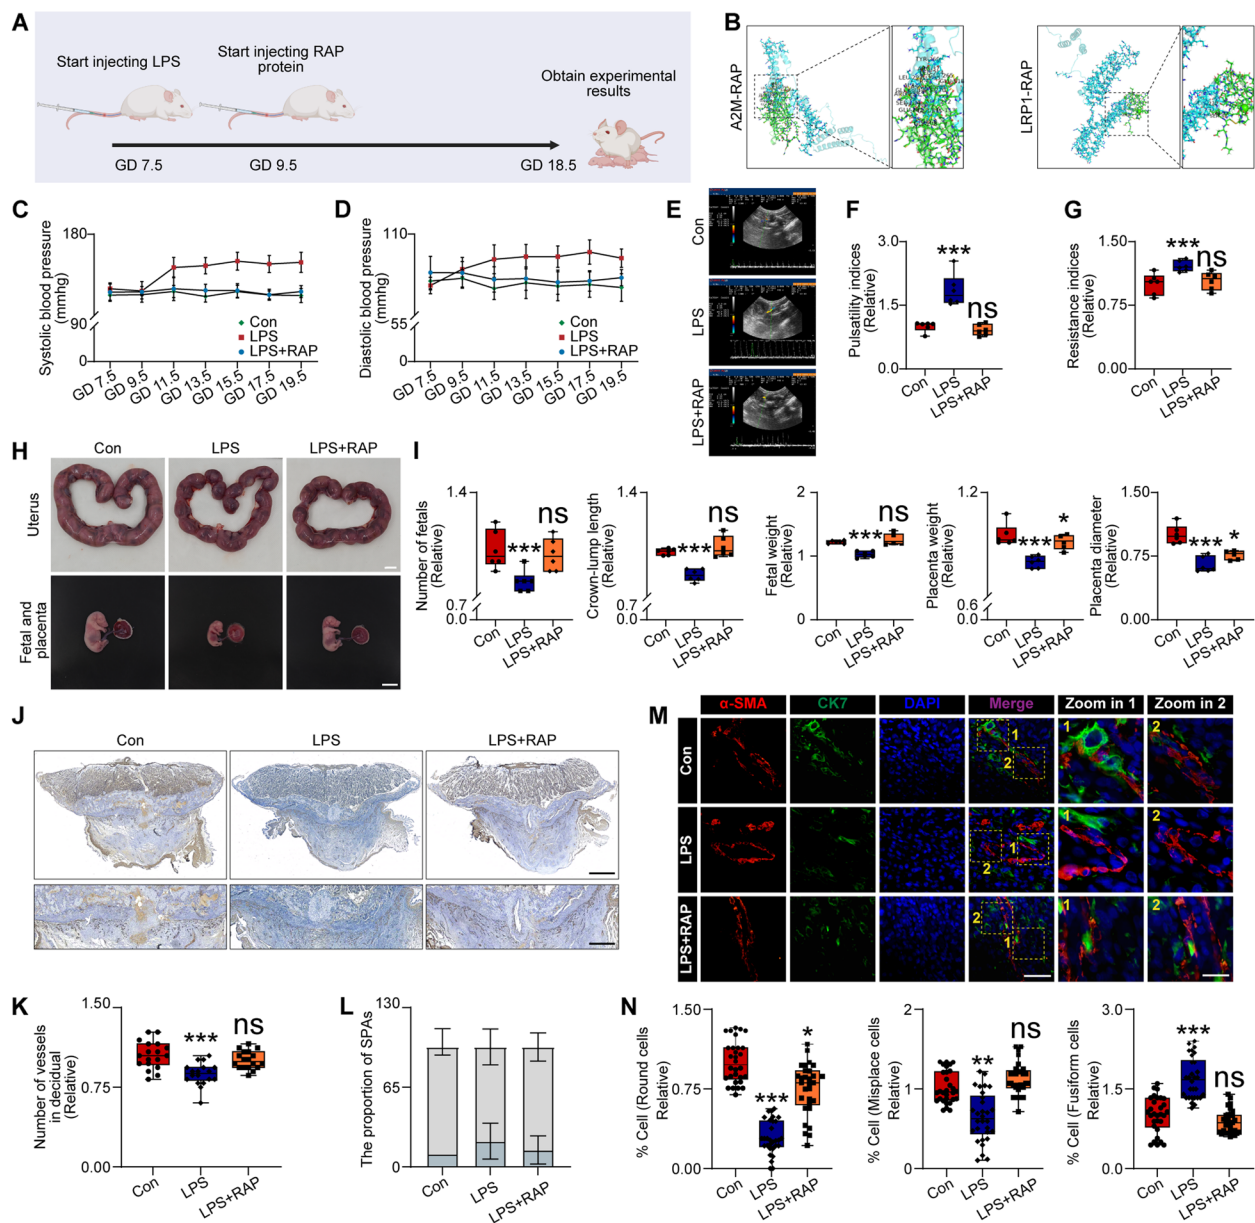 A
Start injecting LPS
Start injecting RAP
protein
Obtain experimental
results
GD 7.5
GD 9.5
GD 18.5
B
A2M-RAP
LRP1-RAP
C
Systolic blood pressure
(mmHg)
180
90
0
Con
LPS
LPS+RAP
GD 7.5
GD 9.5
GD 11.5
GD 13.5
GD 15.5
GD 17.5
GD 19.5
D
Diastolic blood pressure
(mmHg)
110
55
0
Con
LPS
LPS+RAP
GD 7.5
GD 9.5
GD 11.5
GD 13.5
GD 15.5
GD 17.5
GD 19.5
E
Con
LPS
LPS+RAP
F
Pulsatility indices
(Relative)
3.0
1.5
0.0
***
ns
Con
LPS
LPS+RAP
G
Resistance indices
(Relative)
1.50
0.75
0.00
***
ns
Con
LPS
LPS+RAP
H
Con
LPS
LPS+RAP
Uterus
Fetal and
placenta
I
Number of fetals
(Relative)
1.4
0.7
0.0
***
ns
Con
LPS
LPS+RAP
Crown-lump length
(Relative)
1.4
0.7
0.0
***
ns
Con
LPS
LPS+RAP
Fetal weight
(Relative)
2
1
0
***
ns
Con
LPS
LPS+RAP
Placenta weight
(Relative)
1.2
0.6
0.0
***
*
Con
LPS
LPS+RAP
Placenta diameter
(Relative)
1.50
0.75
0.00
***
*
Con
LPS
LPS+RAP
J
Con
LPS
LPS+RAP
K
Number of vessels
in decidual
(Relative)
1.50
0.75
0.00
***
ns
Con
LPS
LPS+RAP
L
The proportion of SPAs
130
65
0
Con
LPS
LPS+RAP
M
α-SMA
CK7
DAPI
Merge
Zoom in 1
Zoom in 2
Con
1
2
1
2
LPS
1
2
1
2
LPS+RAP
2
1
1
2
N
% Cell (Round cells)
Relative)
1.50
0.75
0.00
***
*
Con
LPS
LPS+RAP
% Cell (Misplace cells)
Relative)
2
1
0
**
ns
Con
LPS
LPS+RAP
% Cell (Fusiform cells)
Relative)
3.0
1.5
0.0
***
ns
Con
LPS
LPS+RAP